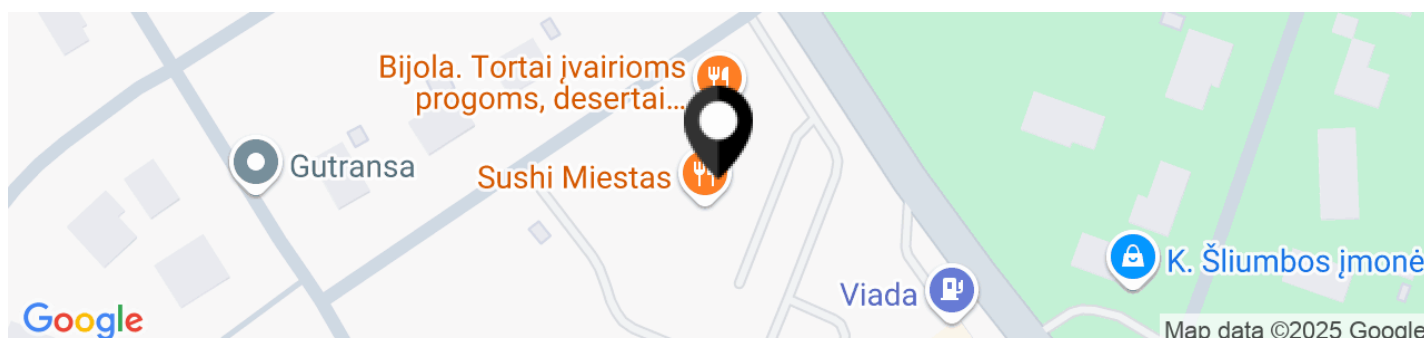 Bijola. Tortai įvairioms
progoms, desertai...
Gutransa
Sushi Miestas
K. Šliumbos įmonė
Viada
Google
Map data ©2025 Google